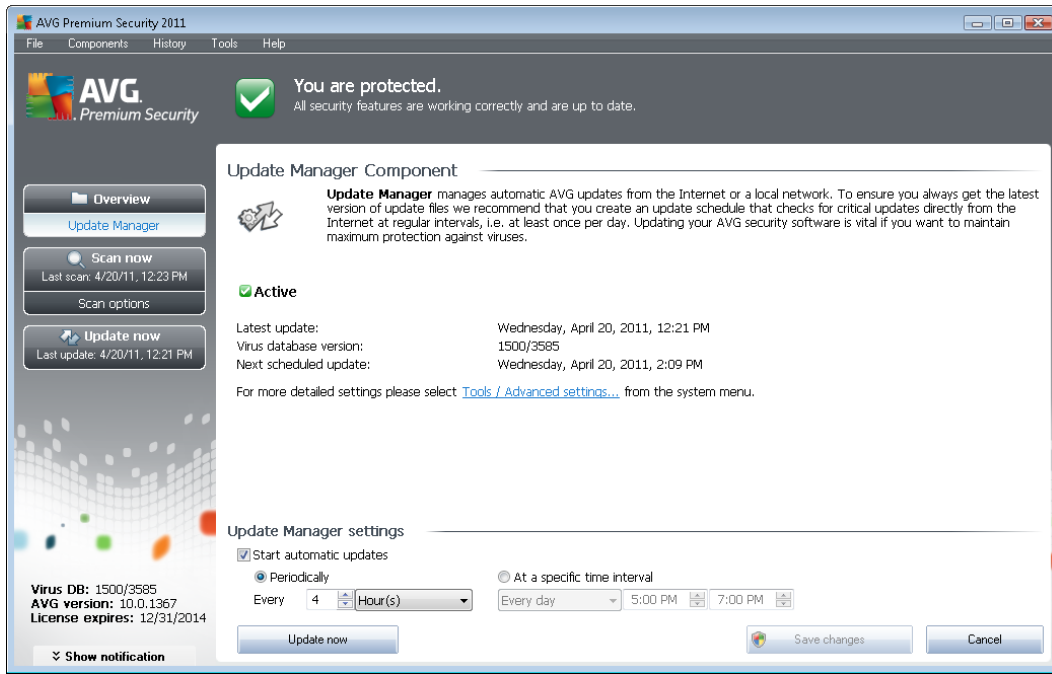 AVG Premium Security 2011
File Components History Tools Help
AVG.
Premium Security
You are protected.
All security features are working correctly and are up to date.
Overview
Update Manager
Scan now
Last scan: 4/20/11, 12:23 PM
Scan options
Update now
Last update: 4/20/11, 12:21 PM
Virus DB: 1500/3585
AVG version: 10.0.1367
License expires: 12/31/2014
Show notification
Update Manager Component
Update Manager manages automatic AVG updates from the Internet or a local network. To ensure you always get the latest
version of update files we recommend that you create an update schedule that checks for critical updates directly from the
Internet at regular intervals, i.e. at least once per day. Updating your AVG security software is vital if you want to maintain
maximum protection against viruses.
Active
Latest update: Wednesday, April 20, 2011, 12:21 PM
Virus database version: 1500/3585
Next scheduled update: Wednesday, April 20, 2011, 2:09 PM
For more detailed settings please select Tools / Advanced settings... from the system menu.
Update Manager settings
Start automatic updates
Periodically At a specific time interval
Every 4 Hour(s) Every day 5:00 PM 7:00 PM
Update now Save changes Cancel